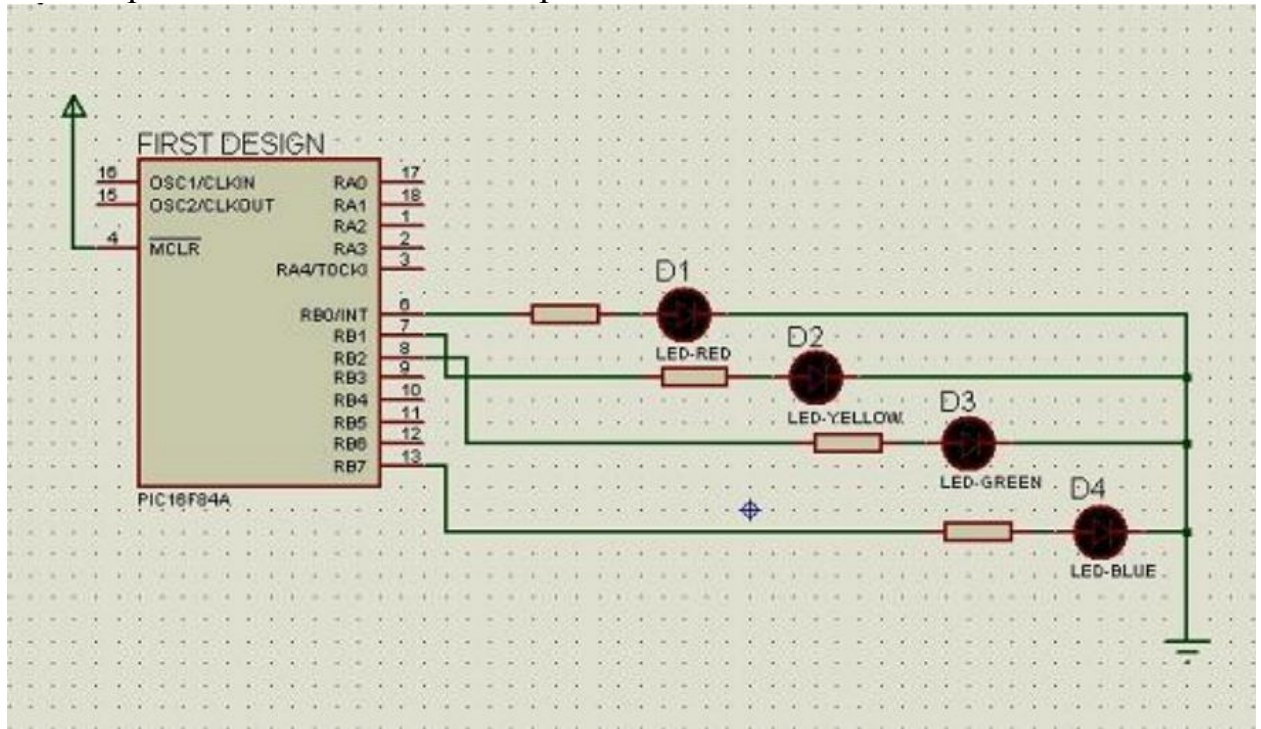 FIRST DESIGN
16 OSC1/CLKIN RA0 17
15 OSC2/CLKOUT RA1 18
RA2 1
4 MCLR RA3 2
RA4/T0CKI 3
RB0/INT 6
RB1 7
RB2 8
RB3 9
RB4 10
RB5 11
RB6 12
RB7 13
PIC16F84A
D1
LED-RED
D2
LED-YELLOW
D3
LED-GREEN
D4
LED-BLUE